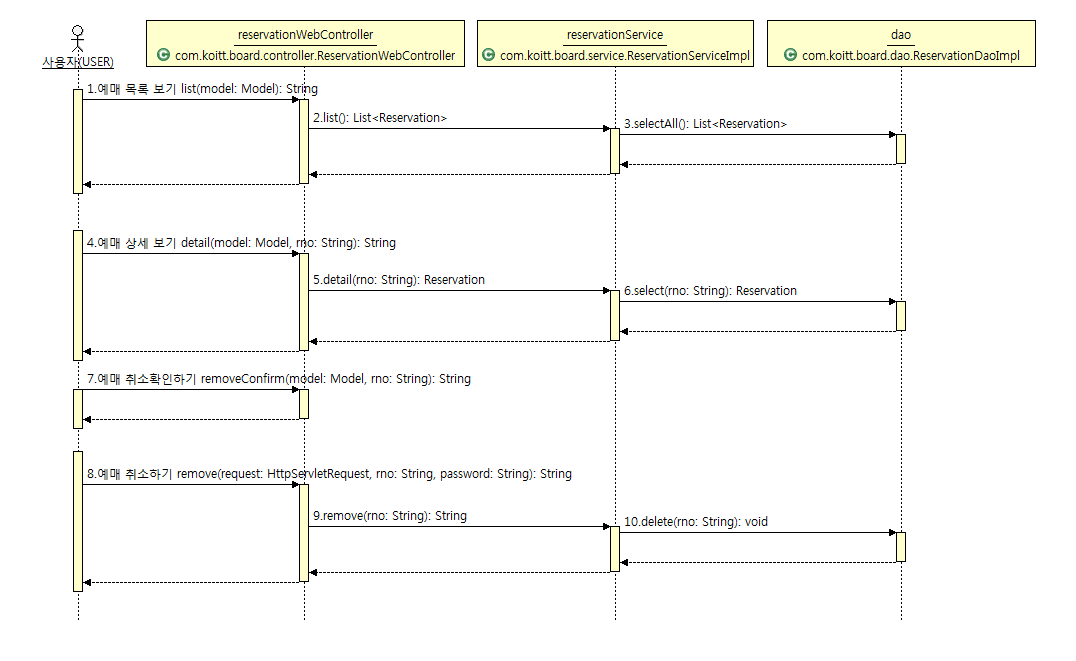 사용자(USER)
reservationWebController
com.koitt.board.controller.ReservationWebController
reservationService
com.koitt.board.service.ReservationServiceImpl
dao
com.koitt.board.dao.ReservationDaoImpl
1.예매 목록 보기 list(model: Model): String
2.list(): List<Reservation>
3.selectAll(): List<Reservation>
4.예매 상세 보기 detail(model: Model, rno: String): String
5.detail(rno: String): Reservation
6.select(rno: String): Reservation
7.예매 취소확인하기 removeConfirm(model: Model, rno: String): String
8.예매 취소하기 remove(request: HttpServletRequest, rno: String, password: String): String
9.remove(rno: String): String
10.delete(rno: String): void